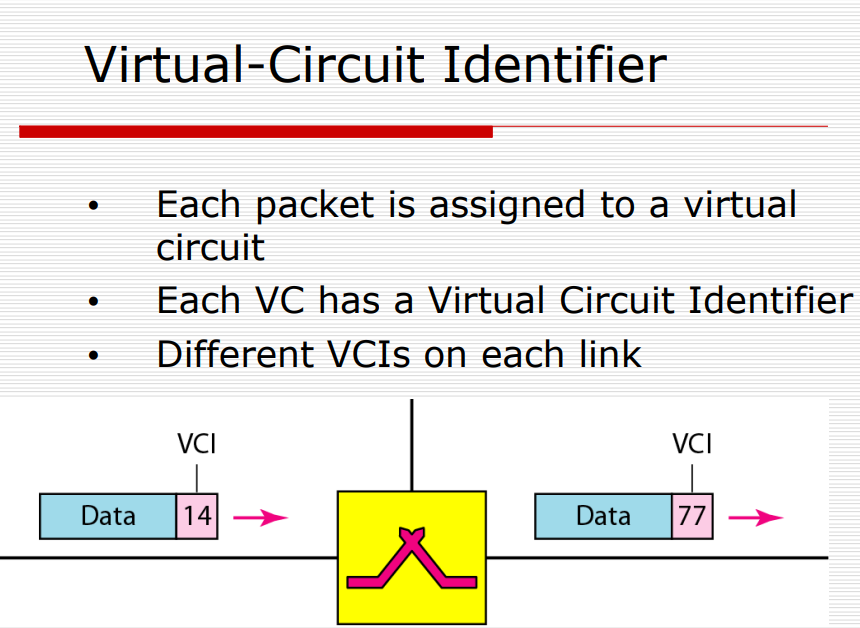 Virtual-Circuit Identifier
• Each packet is assigned to a virtual
circuit
• Each VC has a Virtual Circuit Identifier
• Different VCIs on each link
VCI
VCI
Data 14
Data 77